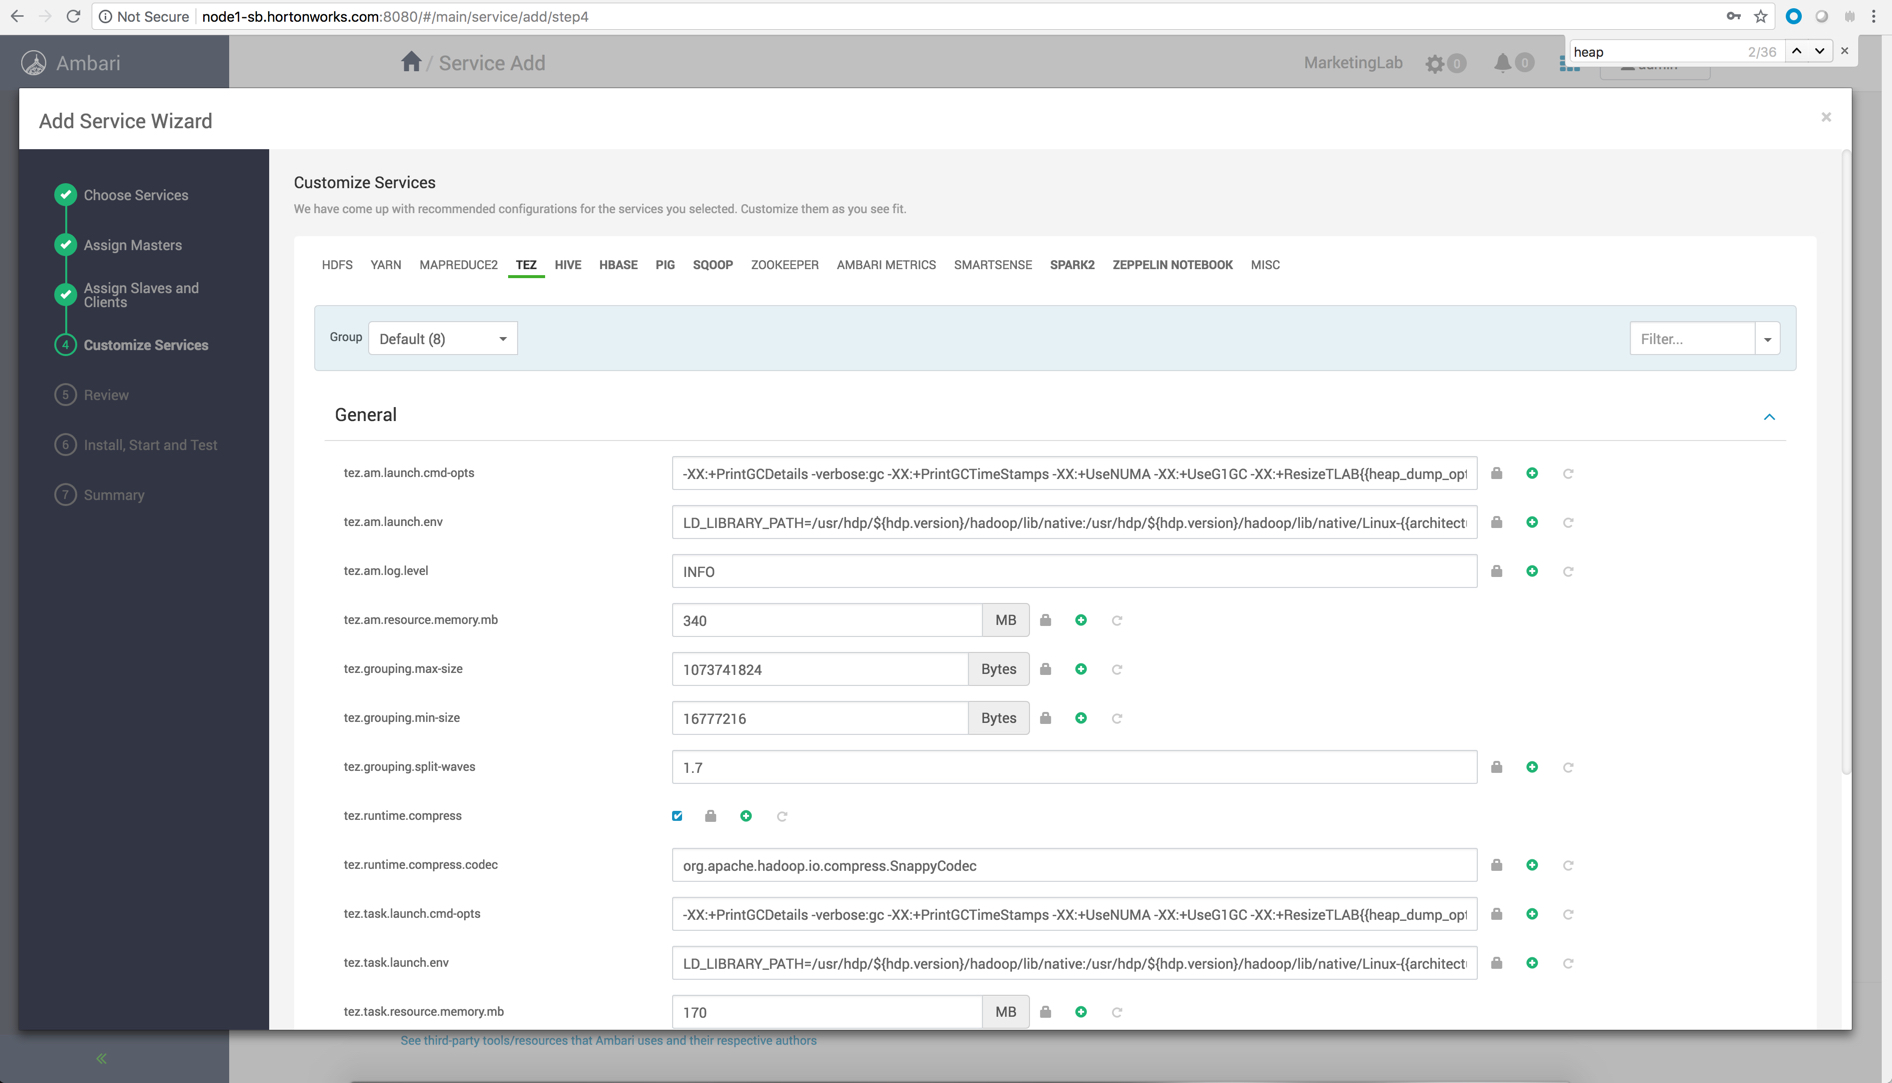 Not Secure node1-sb.hortonworks.com:8080/#/main/service/add/step4
heap 2/36
Ambari
/ Service Add
MarketingLab 0 0 admin
Add Service Wizard
Choose Services
Assign Masters
Assign Slaves and
Clients
4 Customize Services
5 Review
6 Install, Start and Test
7 Summary
Customize Services
We have come up with recommended configurations for the services you selected. Customize them as you see fit.
HDFS YARN MAPREDUCE2 TEZ HIVE HBASE PIG SQOOP ZOOKEEPER AMBARI METRICS SMARTSENSE SPARK2 ZEPPELIN NOTEBOOK MISC
Group Default (8) Filter...
General
tez.am.launch.cmd-opts -XX:+PrintGCDetails -verbose:gc -XX:+PrintGCTimeStamps -XX:+UseNUMA -XX:+UseG1GC -XX:+ResizeTLAB{{heap_dump_opt
tez.am.launch.env LD_LIBRARY_PATH=/usr/hdp/${hdp.version}/hadoop/lib/native:/usr/hdp/${hdp.version}/hadoop/lib/native/Linux-{{architect
tez.am.log.level INFO
tez.am.resource.memory.mb 340 MB
tez.grouping.max-size 1073741824 Bytes
tez.grouping.min-size 16777216 Bytes
tez.grouping.split-waves 1.7
tez.runtime.compress
tez.runtime.compress.codec org.apache.hadoop.io.compress.SnappyCodec
tez.task.launch.cmd-opts -XX:+PrintGCDetails -verbose:gc -XX:+PrintGCTimeStamps -XX:+UseNUMA -XX:+UseG1GC -XX:+ResizeTLAB{{heap_dump_opt
tez.task.launch.env LD_LIBRARY_PATH=/usr/hdp/${hdp.version}/hadoop/lib/native:/usr/hdp/${hdp.version}/hadoop/lib/native/Linux-{{architect
tez.task.resource.memory.mb 170 MB
See third-party tools/resources that Ambari uses and their respective authors